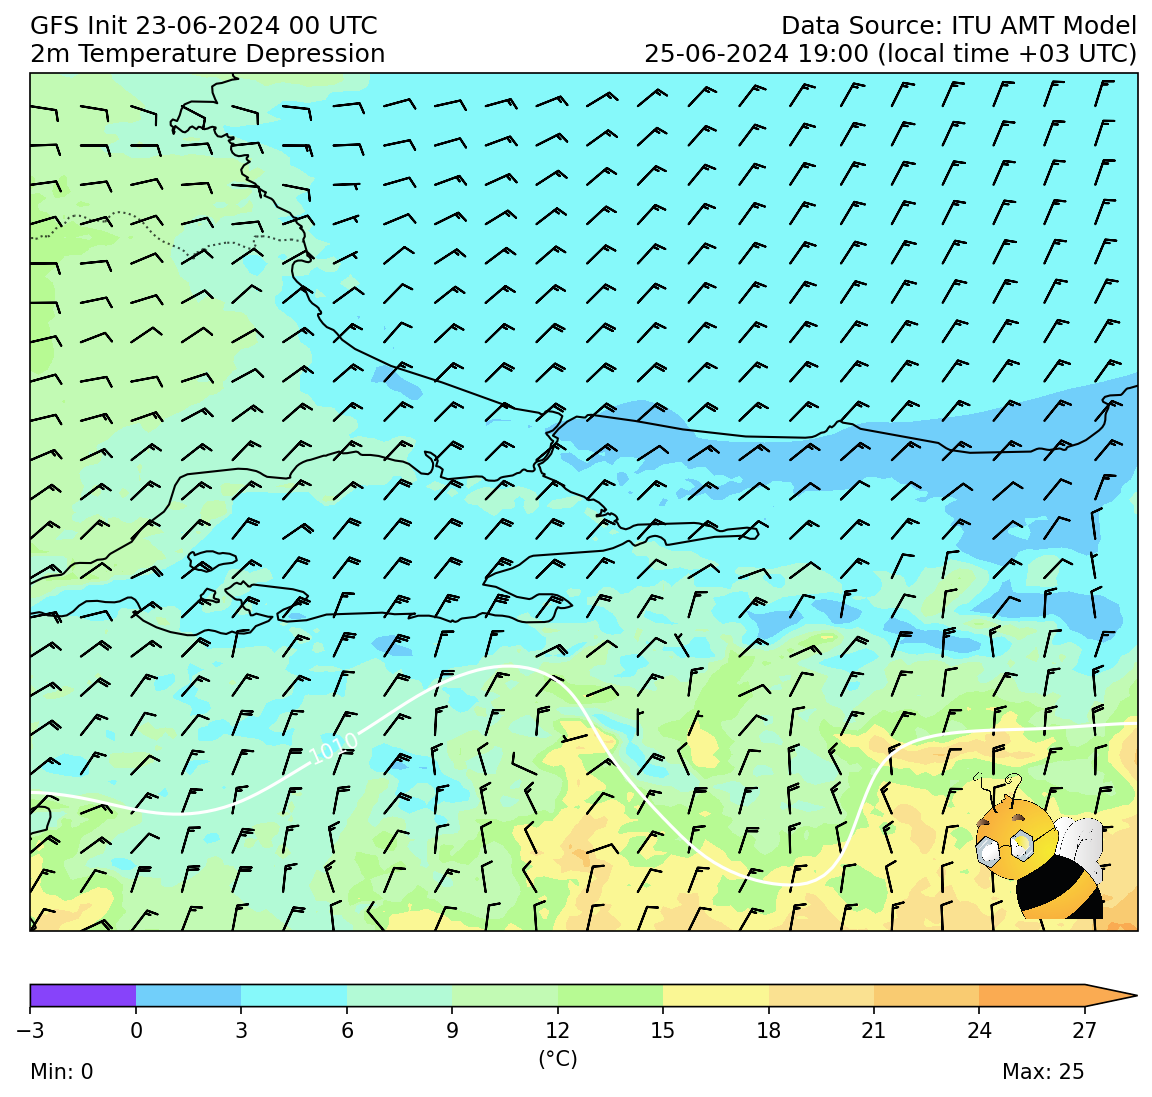 GFS Init 23-06-2024 00 UTC
Data Source: ITU AMT Model
2m Temperature Depression
25-06-2024 19:00 (local time +03 UTC)
1010
−3 0 3 6 9 12 15 18 21 24 27
(°C)
Min: 0
Max: 25